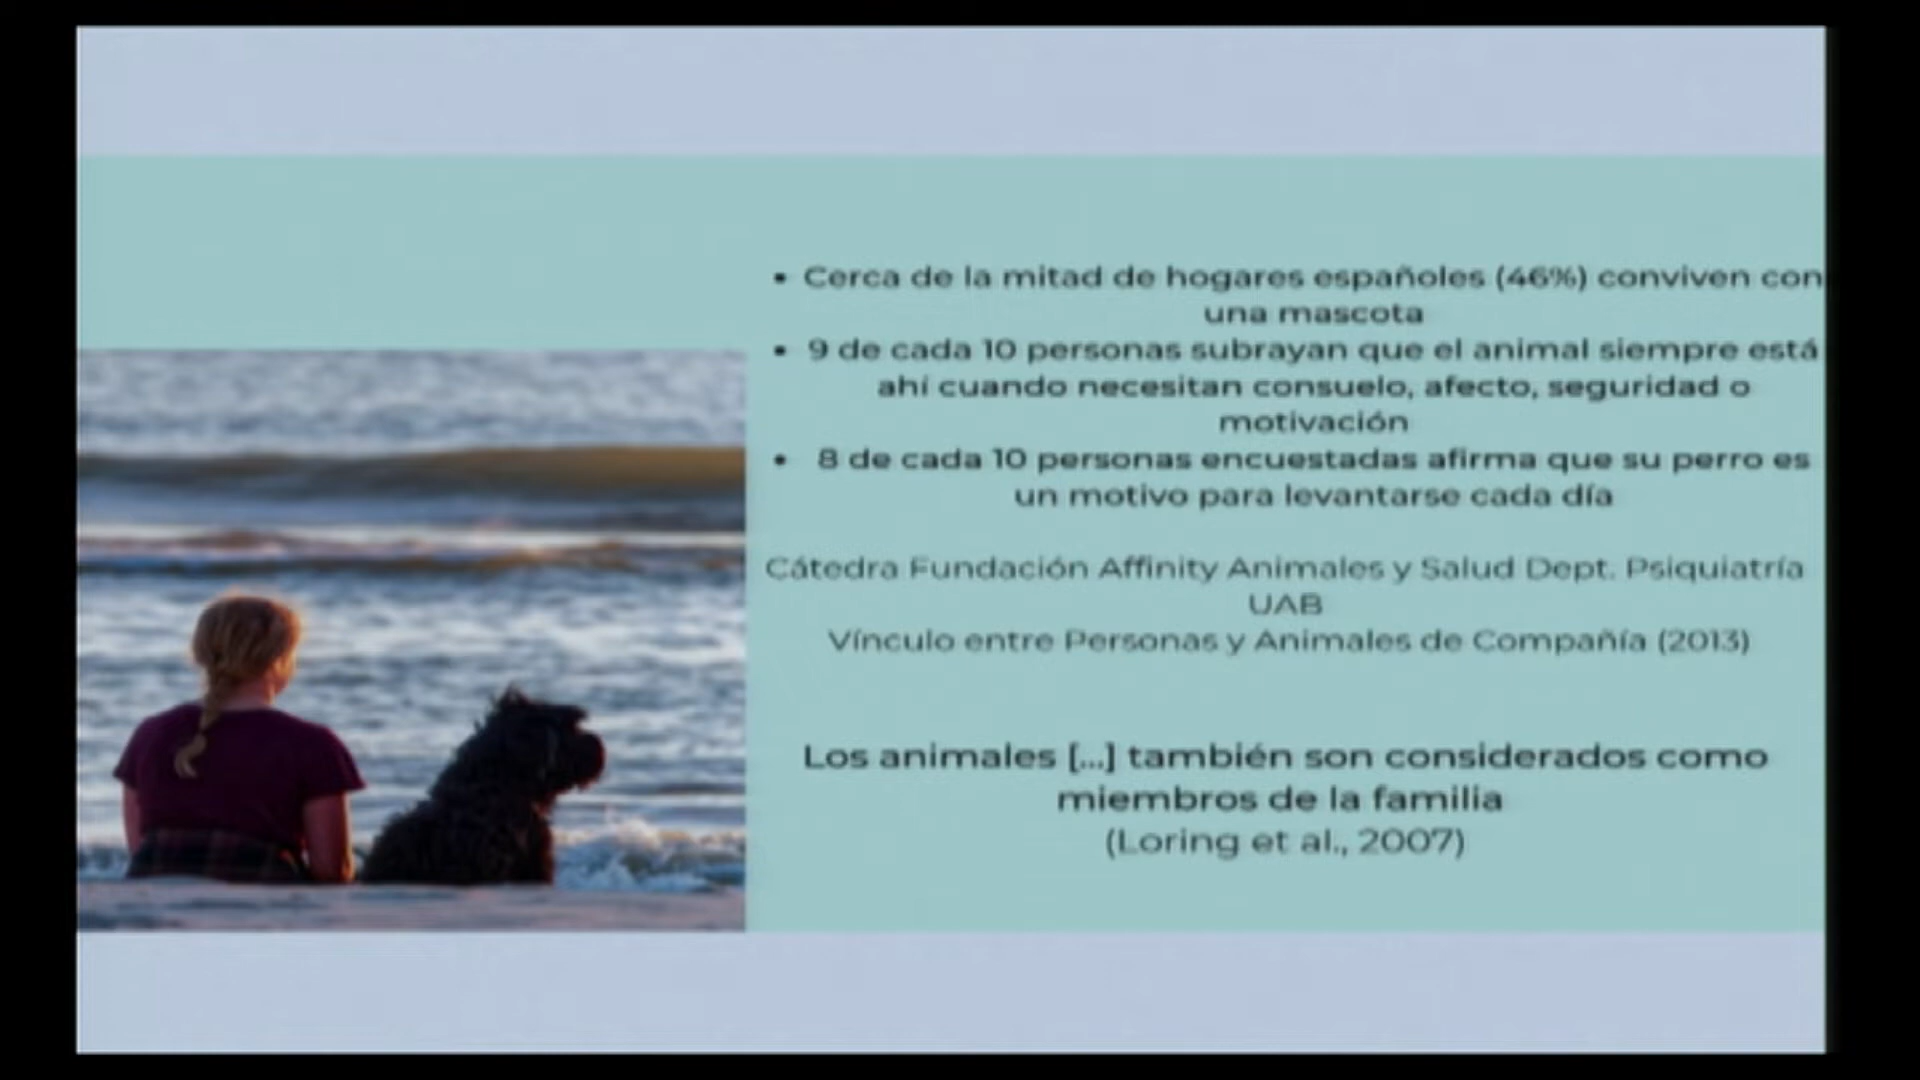 • Cerca de la mitad de hogares españoles (46%) conviven con
una mascota
• 9 de cada 10 personas subrayan que el animal siempre está
ahí cuando necesitan consuelo, afecto, seguridad o
motivación
• 8 de cada 10 personas encuestadas afirma que su perro es
un motivo para levantarse cada día
Cátedra Fundación Affinity Animales y Salud Dept. Psiquiatría
UAB
Vínculo entre Personas y Animales de Compañía (2013)
Los animales [...] también son considerados como
miembros de la familia
(Loring et al., 2007)